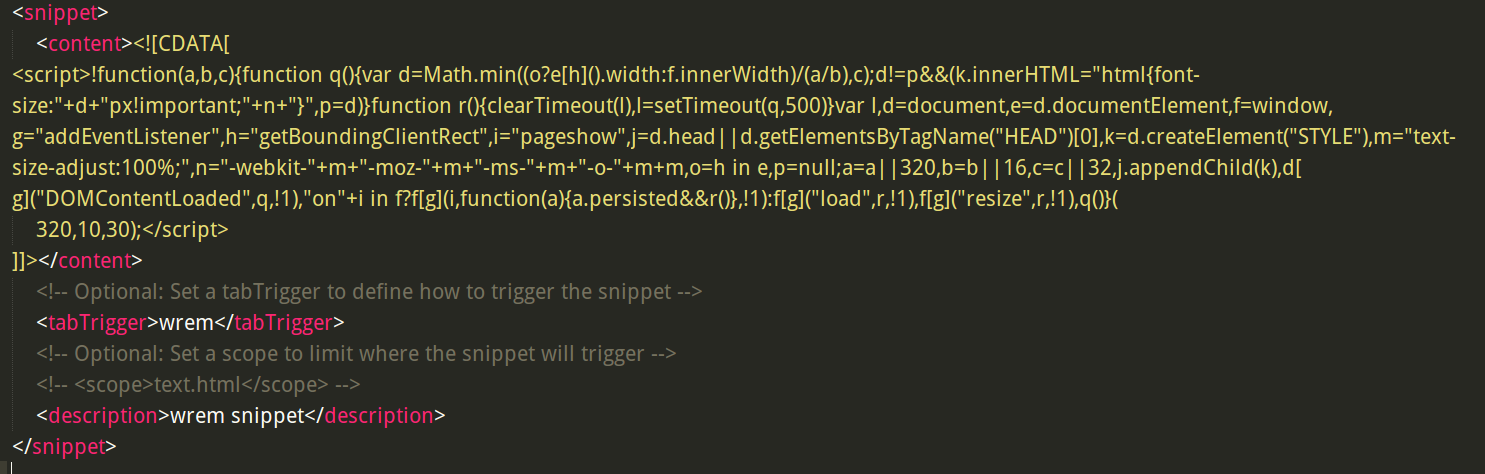 <snippet>
<content><![CDATA[
<script>!function(a,b,c){function q(){var d=Math.min((o?e[h]().width:f.innerWidth)/(a/b),c);d!=p&&(k.innerHTML="html{font-
size:"+d+"px!important;"+n+"}",p=d)}function r(){clearTimeout(l),l=setTimeout(q,500)}var l,d=document,e=d.documentElement,f=window,
g="addEventListener",h="getBoundingClientRect",i="pageshow",j=d.head||d.getElementsByTagName("HEAD")[0],k=d.createElement("STYLE"),m="text-
size-adjust:100%;",n="-webkit-"+m+"-moz-"+m+"-ms-"+m+"-o-"+m+m,o=h in e,p=null;a=a||320,b=b||16,c=c||32,j.appendChild(k),d[
g]("DOMContentLoaded",q,!1),"on"+i in f?f[g](i,function(a){a.persisted&&r()},!1):f[g]("load",r,!1),f[g]("resize",r,!1),q()}(
320,10,30);</script>
]]></content>
<!-- Optional: Set a tabTrigger to define how to trigger the snippet -->
<tabTrigger>wrem</tabTrigger>
<!-- Optional: Set a scope to limit where the snippet will trigger -->
<!-- <scope>text.html</scope> -->
<description>wrem snippet</description>
</snippet>